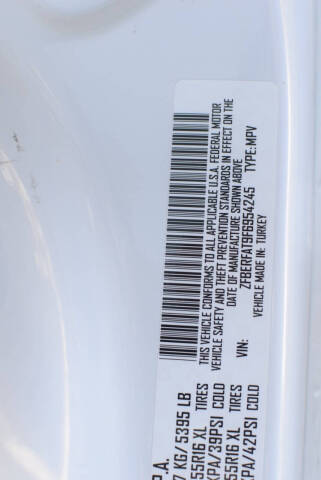 P.A.
7 KG/ 5395 LB
55R16 XL TIRES
KPA/39PSI COLD
55R16 XL TIRES
KPA/42PSI COLD
THIS VEHICLE CONFORMS TO ALL APPLICABLE U.S.A. FEDERAL MOTOR
VEHICLE SAFETY AND THEFT PREVENTION STANDARDS IN EFFECT ON THE
DATE OF MANUFACTURE SHOWN ABOVE
VIN: ZFBERFAT9F6954245 TYPE: MPV
VEHICLE MADE IN: TURKEY